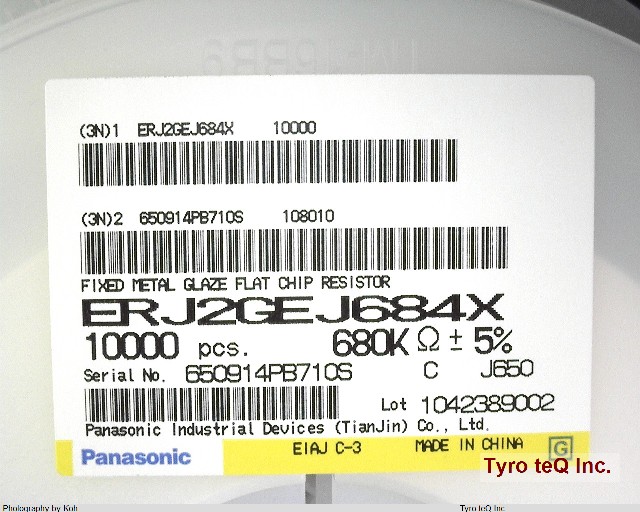 (3N)1 ERJ2GEJ684X 10000
(3N)2 650914PB710S 108010
FIXED METAL GLAZE FLAT CHIP RESISTOR
ERJ2GEJ684X
10000 pcs. 680K Ω ± 5%
Serial No. 650914PB710S C J650
Lot 1042389002
Panasonic Industrial Devices (TianJin) Co., Ltd.
Panasonic EIAJ C-3 MADE IN CHINA G
Tyro teQ Inc.
Photography by Koh Tyro teQ Inc